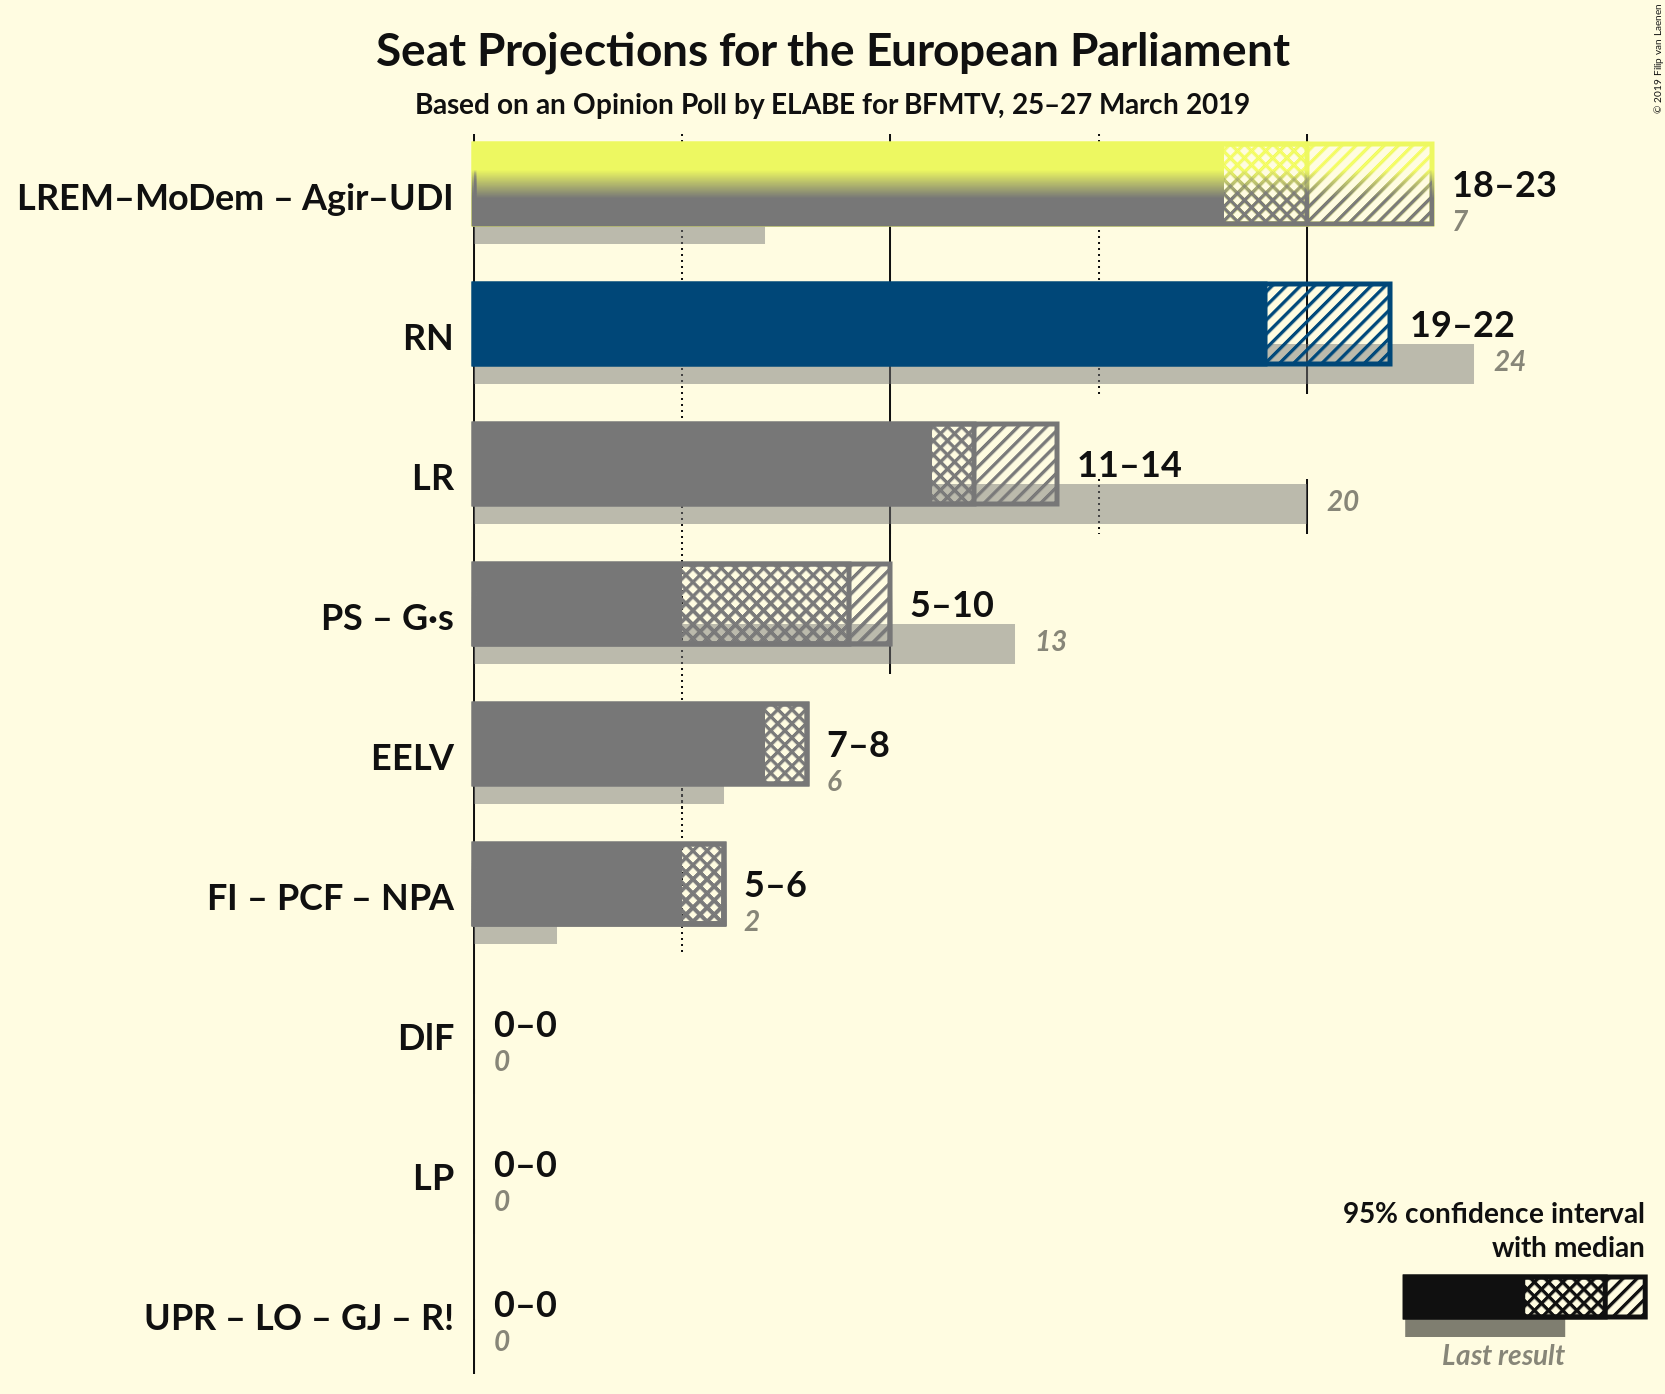 Seat Projections for the European Parliament
Based on an Opinion Poll by ELABE for BFMTV, 25–27 March 2019
© 2019 Filip van Laenen
LREM–MoDem – Agir–UDI
18–23
7
RN
19–22
24
LR
11–14
20
PS – G·s
5–10
13
EELV
7–8
6
FI – PCF – NPA
5–6
2
DlF
0–0
0
LP
0–0
0
UPR – LO – GJ – R!
0–0
0
95% confidence interval
with median
Last result